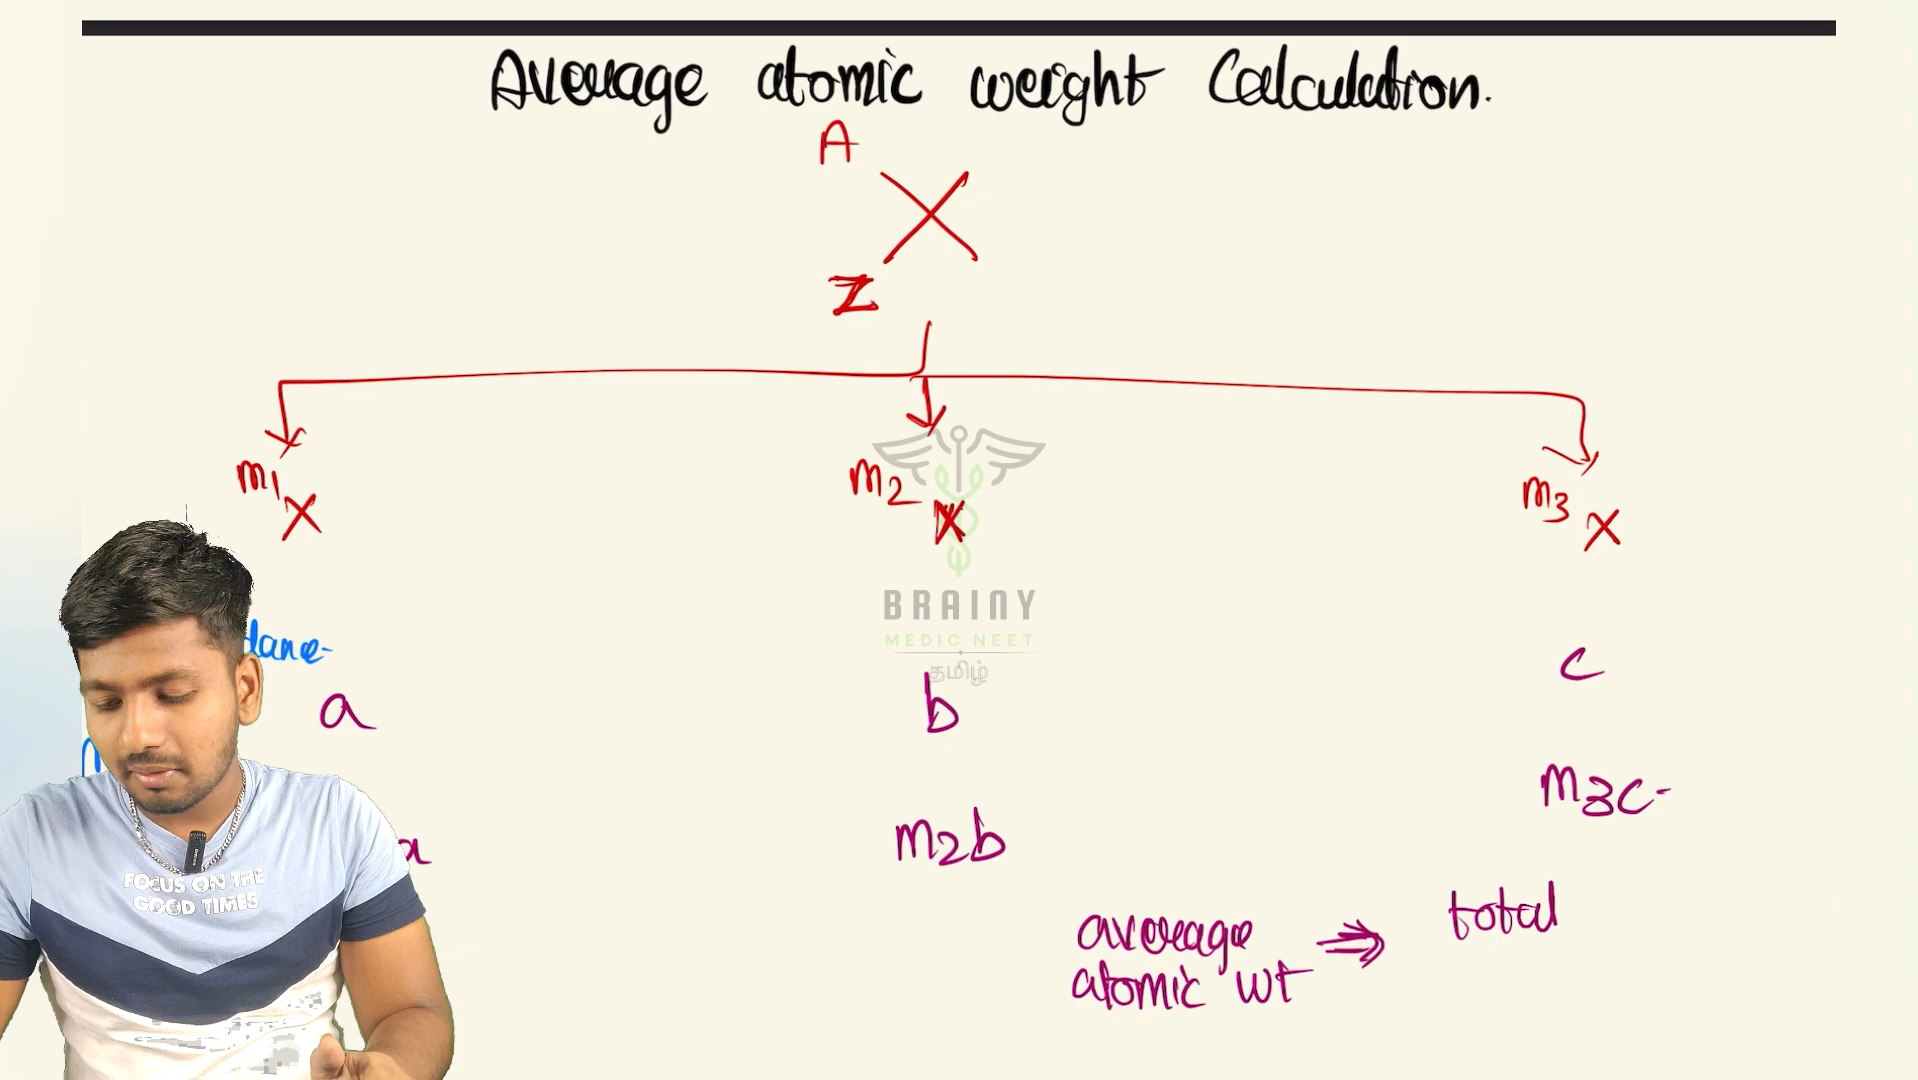 Average atomic weight Calculation.
A
X
Z
m1 X
m2 X
m3 X
BRAINY
MEDIC NEET
தமிழ்
dance-
a
b
c
m3c-
a
m2b
FOCUS ON THE
GOOD TIMES
average
atomic wt ⇒ total